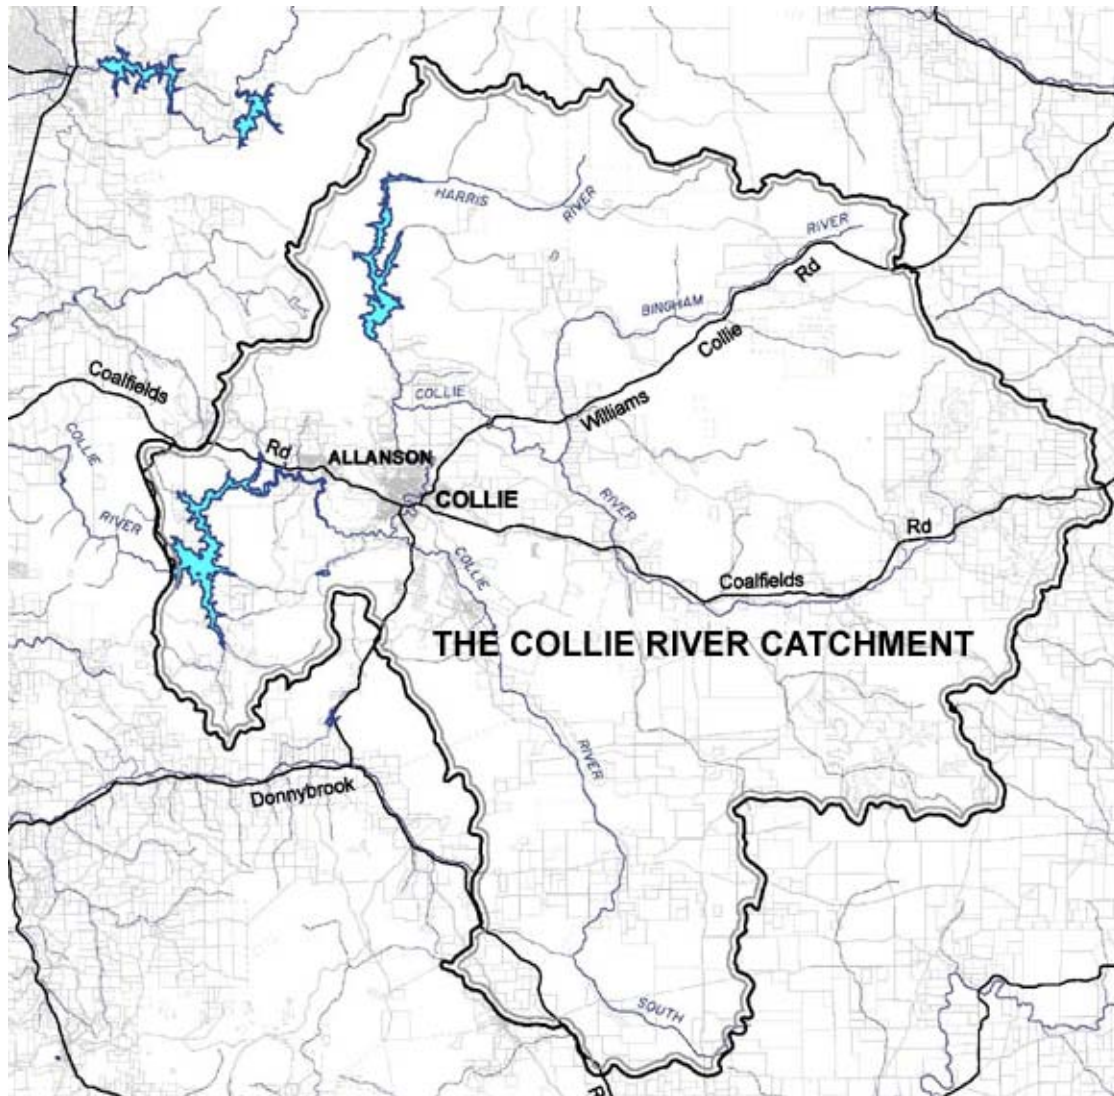 HARRIS
RIVER
RIVER
Rd
BINGHAM
Collie
Coalfields
COLLIE
Williams
COLLIE
Rd
ALLANSON
COLLIE
RIVER
RIVER
Rd
COLLIE
Coalfields
THE COLLIE RIVER CATCHMENT
RIVER
Donnybrook
SOUTH
R